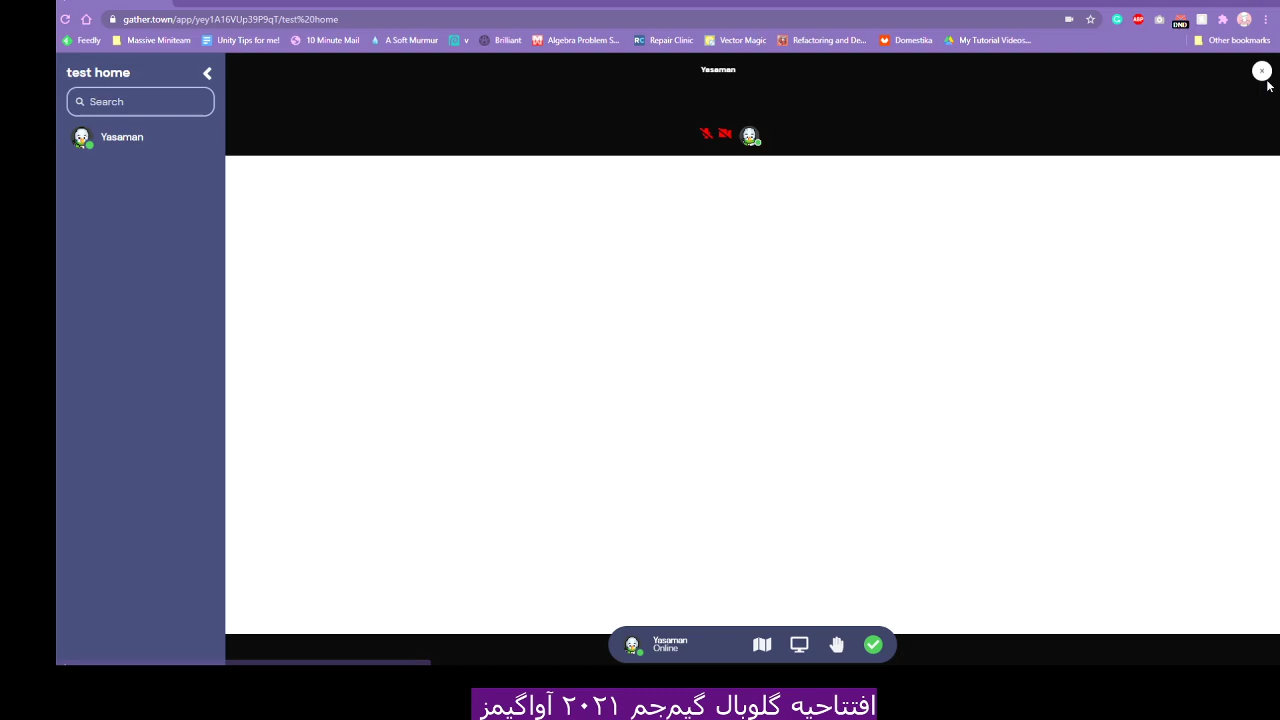 gather.town/app/yey1A16VUp39P9qT/test%20home
DND
Feedly
Massive Miniteam
Unity Tips for me!
10 Minute Mail
A Soft Murmur
v
Brilliant
Algebra Problem S...
Repair Clinic
Vector Magic
Refactoring and De...
Domestika
My Tutorial Videos...
Other bookmarks
test home
Search
Yasaman
Yasaman
Yasaman
Online
افتتاحیه گلوبال گیم‌جم ۲۰۲۱ آواگیمز